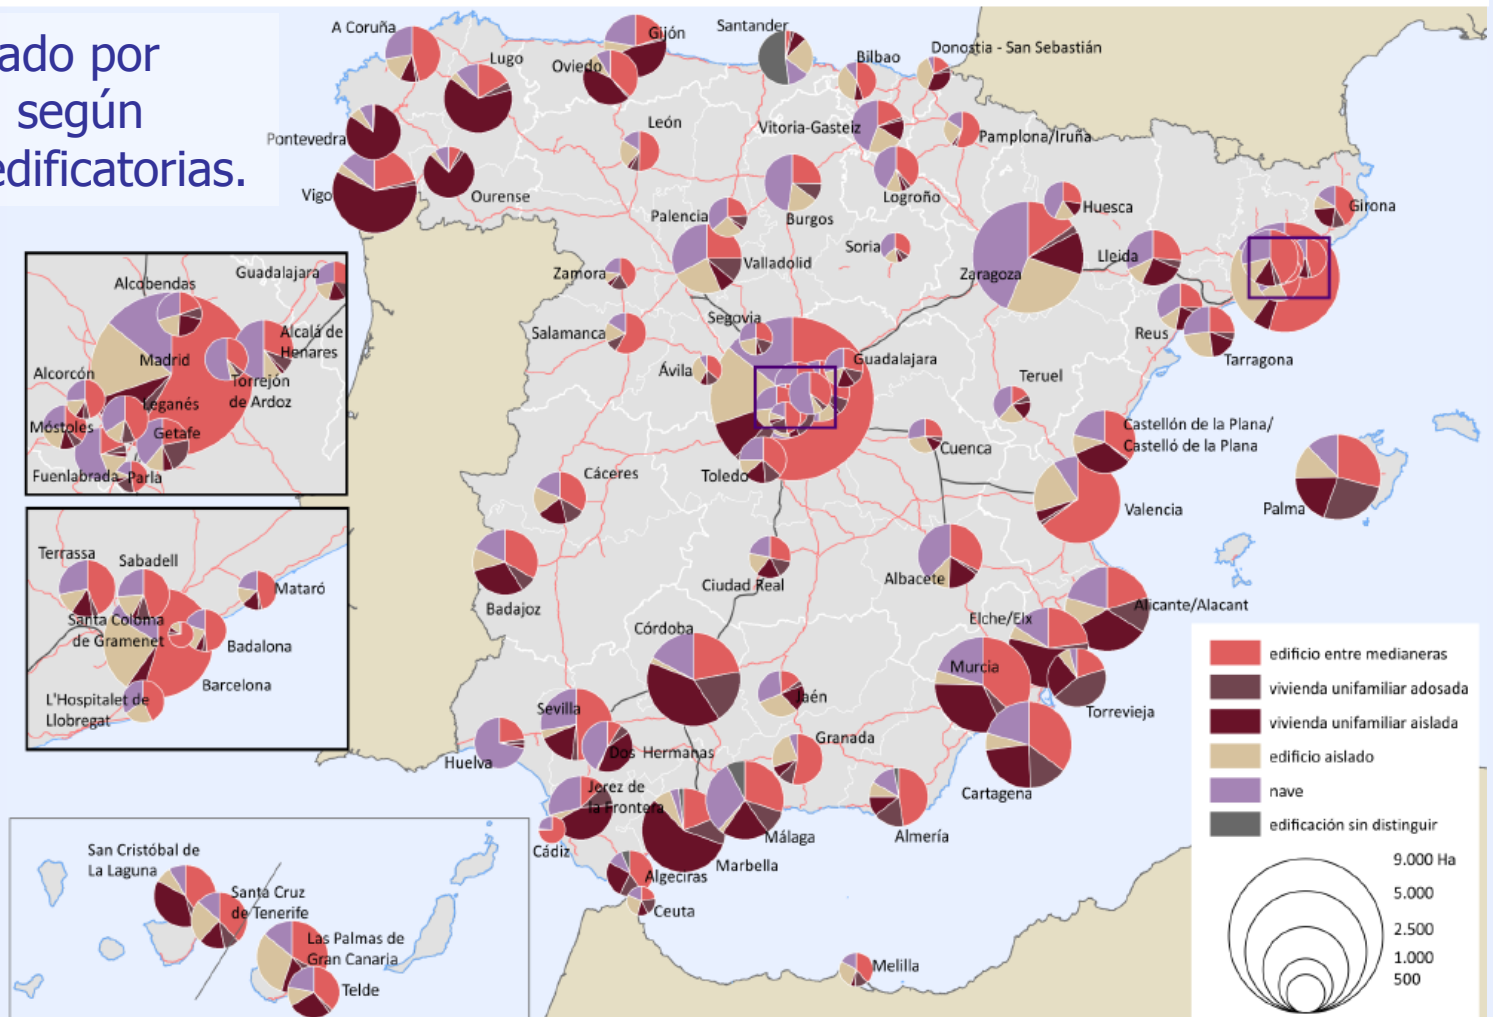 ado por
según
edificatorias.
A Coruña
Lugo
Oviedo
Gijón
Santander
Bilbao
Donostia - San Sebastián
Pontevedra
Vigo
Ourense
León
Vitoria-Gasteiz
Pamplona/Iruña
Logroño
Burgos
Palencia
Huesca
Girona
Soria
Zaragoza
Lleida
Valladolid
Zamora
Salamanca
Segovia
Ávila
Guadalajara
Reus
Tarragona
Teruel
Toledo
Cuenca
Castellón de la Plana/
Castelló de la Plana
Valencia
Palma
Cáceres
Badajoz
Ciudad Real
Albacete
Alicante/Alacant
Elche/Elx
Murcia
Torrevieja
Cartagena
Córdoba
Jaén
Sevilla
Dos Hermanas
Huelva
Granada
Jerez de
la Frontera
Cádiz
Málaga
Marbella
Almería
Algeciras
Ceuta
Melilla
Alcobendas
Guadalajara
Madrid
Alcalá de
Henares
Torrejón
de Ardoz
Alcorcón
Leganés
Móstoles
Getafe
Fuenlabrada
Parla
Terrassa
Sabadell
Mataró
Santa Coloma
de Gramenet
Badalona
Barcelona
L'Hospitalet de
Llobregat
San Cristóbal de
La Laguna
Santa Cruz
de Tenerife
Las Palmas de
Gran Canaria
Telde
edificio entre medianeras
vivienda unifamiliar adosada
vivienda unifamiliar aislada
edificio aislado
nave
edificación sin distinguir
9.000 Ha
5.000
2.500
1.000
500